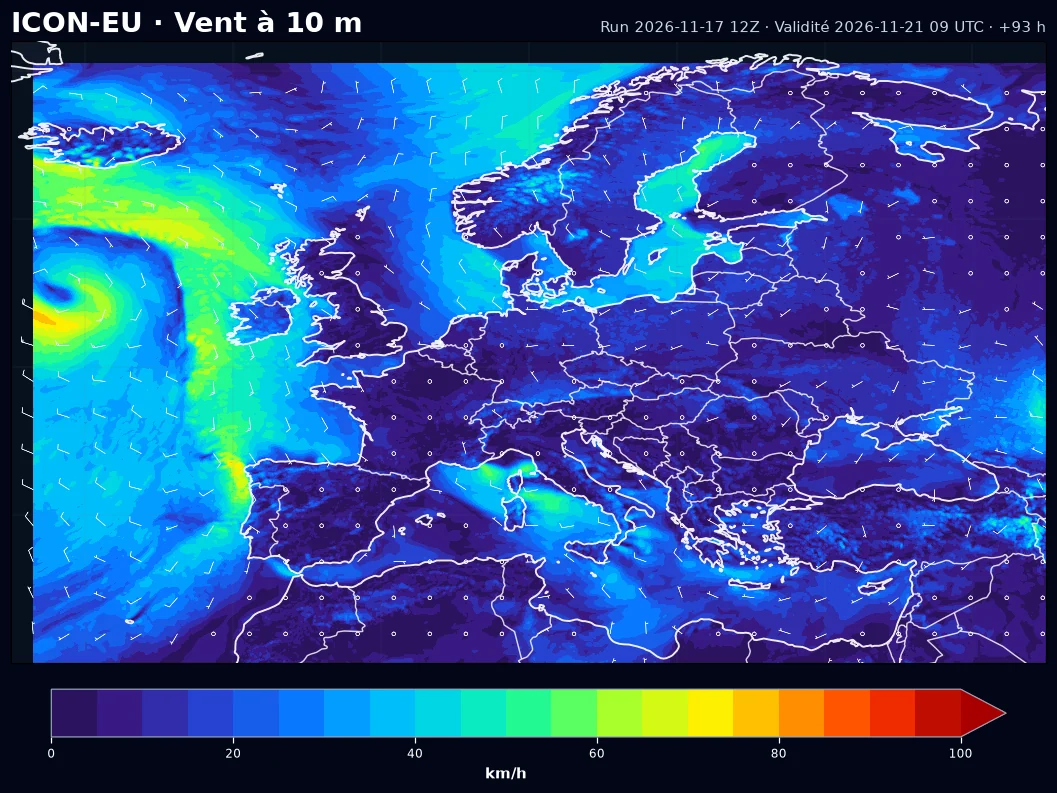 ICON-EU · Vent à 10 m
Run 2026-11-17 12Z · Validité 2026-11-21 09 UTC · +93 h
0 20 40 60 80 100
km/h